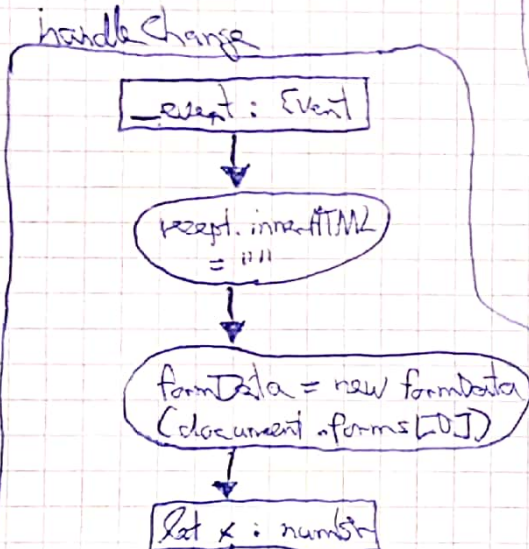 handleChange
_event : Event
rezept.innerHTML
= ""
formData = new formData
(document.forms[0])
let x : number